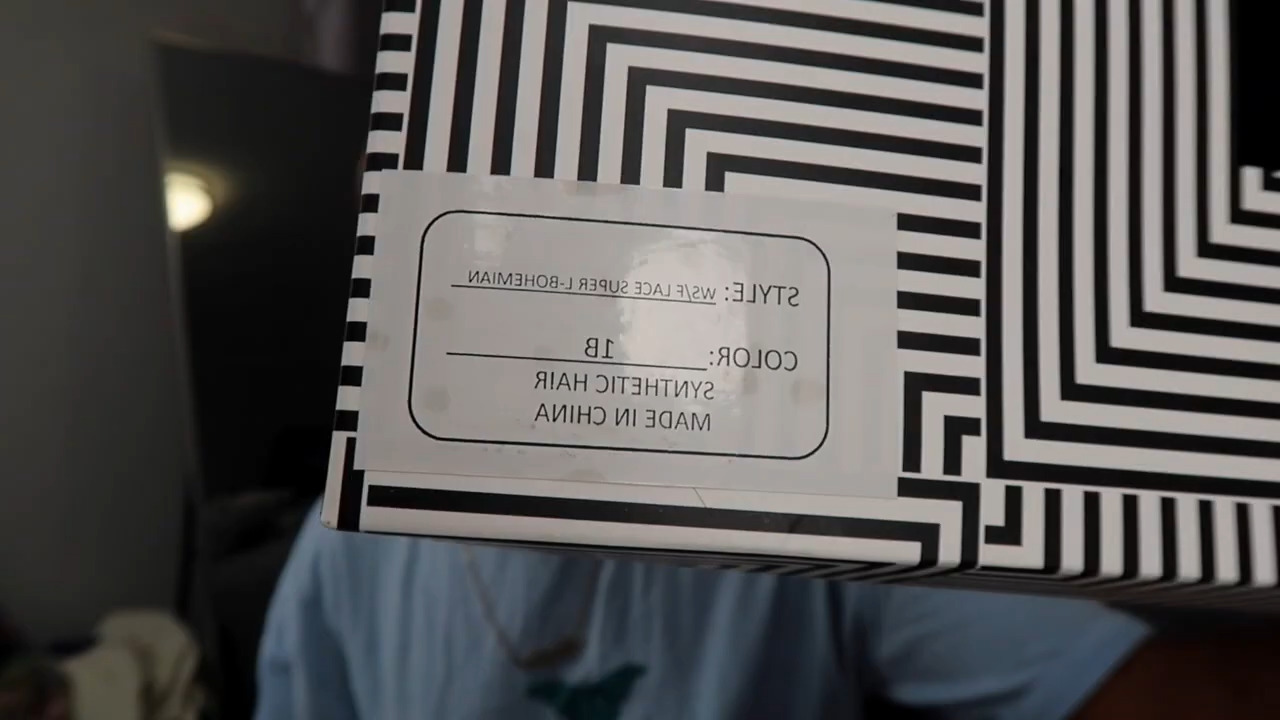 STYLE: WS/F LACE SUPER L-BOHEMIAN
COLOR: 1B
SYNTHETIC HAIR
MADE IN CHINA